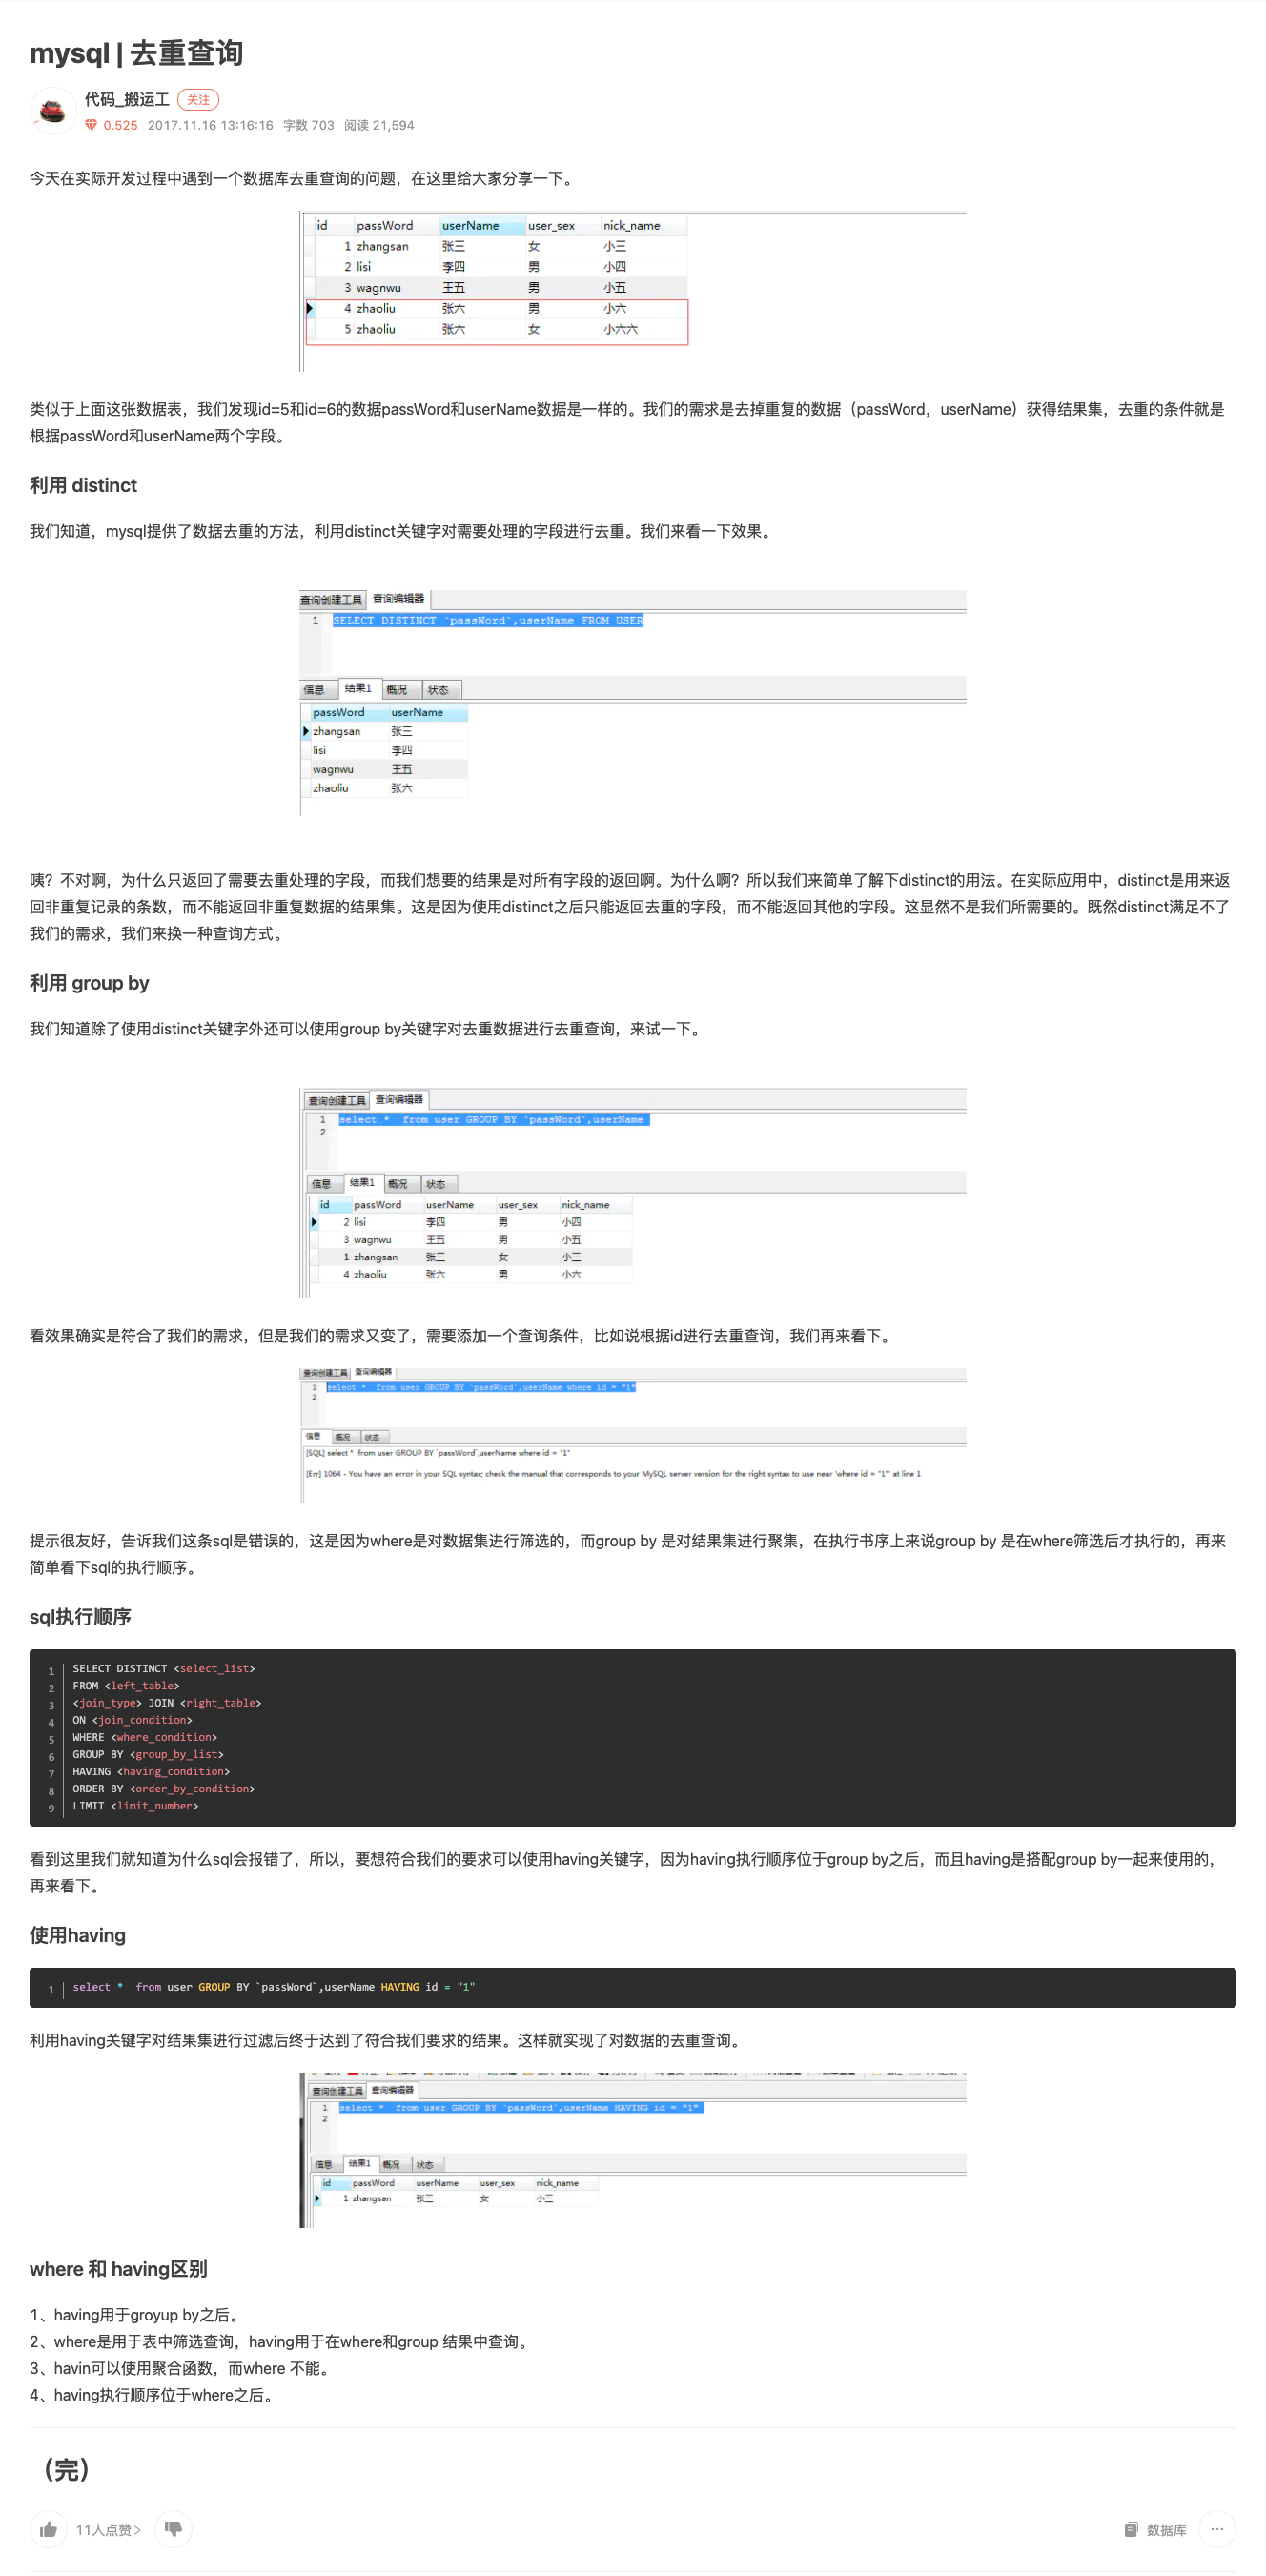 mysql | 去重查询
代码_搬运工 关注
0.525 2017.11.16 13:16:16 字数 703 阅读 21,594
今天在实际开发过程中遇到一个数据库去重查询的问题，在这里给大家分享一下。
id passWord userName user_sex nick_name
1 zhangsan 张三 女 小三
2 lisi 李四 男 小四
3 wagnwu 王五 男 小五
4 zhaoliu 张六 男 小六
5 zhaoliu 张六 女 小六六
类似于上面这张数据表，我们发现id=5和id=6的数据passWord和userName数据是一样的。我们的需求是去掉重复的数据（passWord，userName）获得结果集，去重的条件就是
根据passWord和userName两个字段。
利用 distinct
我们知道，mysql提供了数据去重的方法，利用distinct关键字对需要处理的字段进行去重。我们来看一下效果。
查询创建工具 查询编辑器
1 SELECT DISTINCT `passWord`,userName FROM USER
信息 结果1 概况 状态
passWord userName
zhangsan 张三
lisi 李四
wagnwu 王五
zhaoliu 张六
咦？不对啊，为什么只返回了需要去重处理的字段，而我们想要的结果是对所有字段的返回啊。为什么啊？所以我们来简单了解下distinct的用法。在实际应用中，distinct是用来返
回非重复记录的条数，而不能返回非重复数据的结果集。这是因为使用distinct之后只能返回去重的字段，而不能返回其他的字段。这显然不是我们所需要的。既然distinct满足不了
我们的需求，我们来换一种查询方式。
利用 group by
我们知道除了使用distinct关键字外还可以使用group by关键字对去重数据进行去重查询，来试一下。
查询创建工具 查询编辑器
1 select *  from user GROUP BY `passWord`,userName
2
信息 结果1 概况 状态
id passWord userName user_sex nick_name
2 lisi 李四 男 小四
3 wagnwu 王五 男 小五
1 zhangsan 张三 女 小三
4 zhaoliu 张六 男 小六
看效果确实是符合了我们的需求，但是我们的需求又变了，需要添加一个查询条件，比如说根据id进行去重查询，我们再来看下。
查询创建工具 查询编辑器
1 select *  from user GROUP BY `passWord`,userName where id = "1"
2
信息 概况 状态
[SQL] select *  from user GROUP BY `passWord`,userName where id = "1"
[Err] 1064 - You have an error in your SQL syntax; check the manual that corresponds to your MySQL server version for the right syntax to use near 'where id = "1"' at line 1
提示很友好，告诉我们这条sql是错误的，这是因为where是对数据集进行筛选的，而group by 是对结果集进行聚集，在执行书序上来说group by 是在where筛选后才执行的，再来
简单看下sql的执行顺序。
sql执行顺序
1 SELECT DISTINCT <select_list>
2 FROM <left_table>
3 <join_type> JOIN <right_table>
4 ON <join_condition>
5 WHERE <where_condition>
6 GROUP BY <group_by_list>
7 HAVING <having_condition>
8 ORDER BY <order_by_condition>
9 LIMIT <limit_number>
看到这里我们就知道为什么sql会报错了，所以，要想符合我们的要求可以使用having关键字，因为having执行顺序位于group by之后，而且having是搭配group by一起来使用的，
再来看下。
使用having
1 select *  from user GROUP BY `passWord`,userName HAVING id = "1"
利用having关键字对结果集进行过滤后终于达到了符合我们要求的结果。这样就实现了对数据的去重查询。
查询创建工具 查询编辑器
1 select *  from user GROUP BY `passWord`,userName HAVING id = "1"
2
信息 结果1 概况 状态
id passWord userName user_sex nick_name
1 zhangsan 张三 女 小三
where 和 having区别
1、having用于groyup by之后。
2、where是用于表中筛选查询，having用于在where和group 结果中查询。
3、havin可以使用聚合函数，而where 不能。
4、having执行顺序位于where之后。
（完）
11人点赞 >
数据库 ...